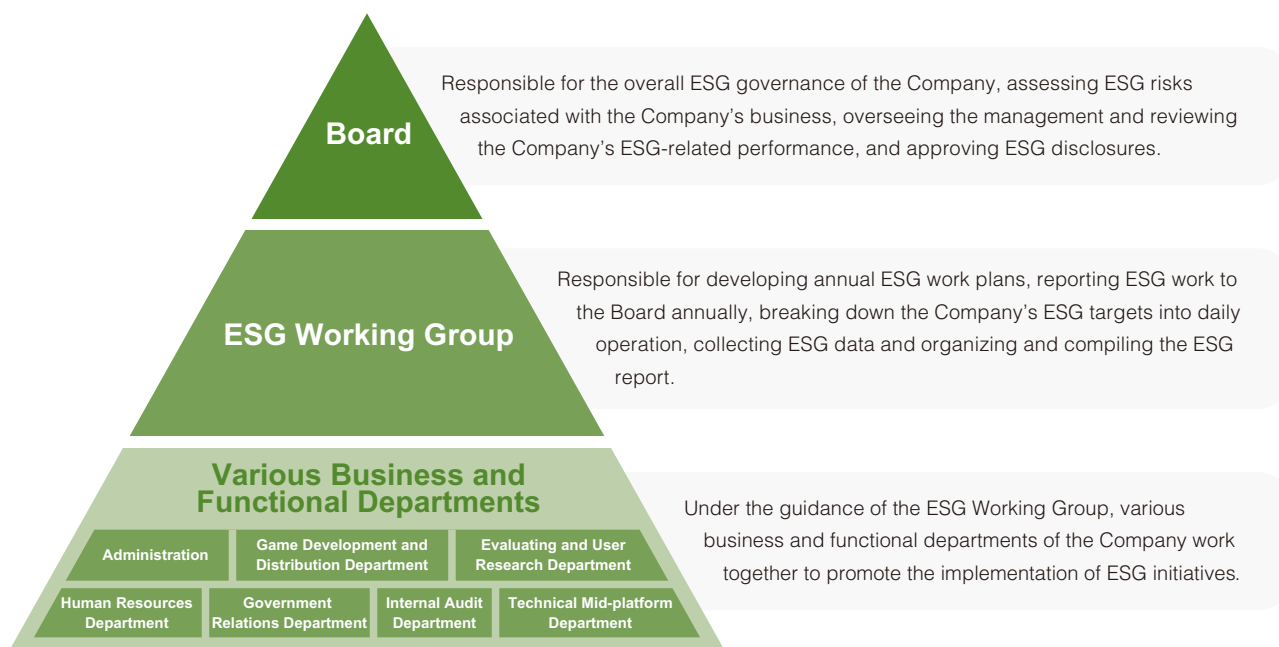 Board
Responsible for the overall ESG governance of the Company, assessing ESG risks
associated with the Company’s business, overseeing the management and reviewing
the Company’s ESG-related performance, and approving ESG disclosures.
ESG Working Group
Responsible for developing annual ESG work plans, reporting ESG work to
the Board annually, breaking down the Company’s ESG targets into daily
operation, collecting ESG data and organizing and compiling the ESG
report.
Various Business and
Functional Departments
Administration
Game Development and
Distribution Department
Evaluating and User
Research Department
Human Resources
Department
Government
Relations Department
Internal Audit
Department
Technical Mid-platform
Department
Under the guidance of the ESG Working Group, various
business and functional departments of the Company work
together to promote the implementation of ESG initiatives.